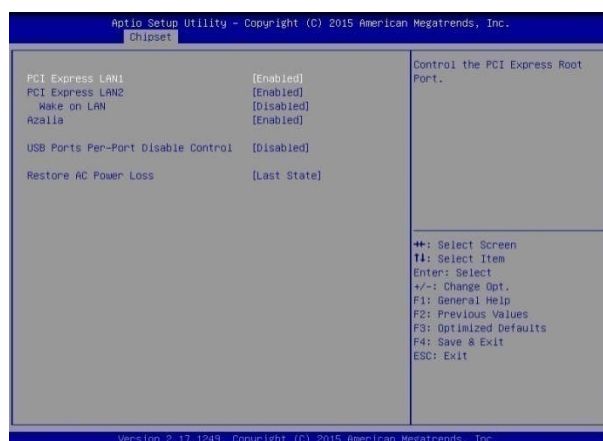 Aptio Setup Utility – Copyright (C) 2015 American Megatrends, Inc.
Chipset
PCI Express LAN1 [Enabled]
PCI Express LAN2 [Enabled]
Wake on LAN [Disabled]
Azalia [Enabled]
USB Ports Per-Port Disable Control [Disabled]
Restore AC Power Loss [Last State]
Control the PCI Express Root
Port.
→←: Select Screen
↑↓: Select Item
Enter: Select
+/-: Change Opt.
F1: General Help
F2: Previous Values
F3: Optimized Defaults
F4: Save & Exit
ESC: Exit
Version 2.17.1249. Copyright (C) 2015 American Megatrends, Inc.